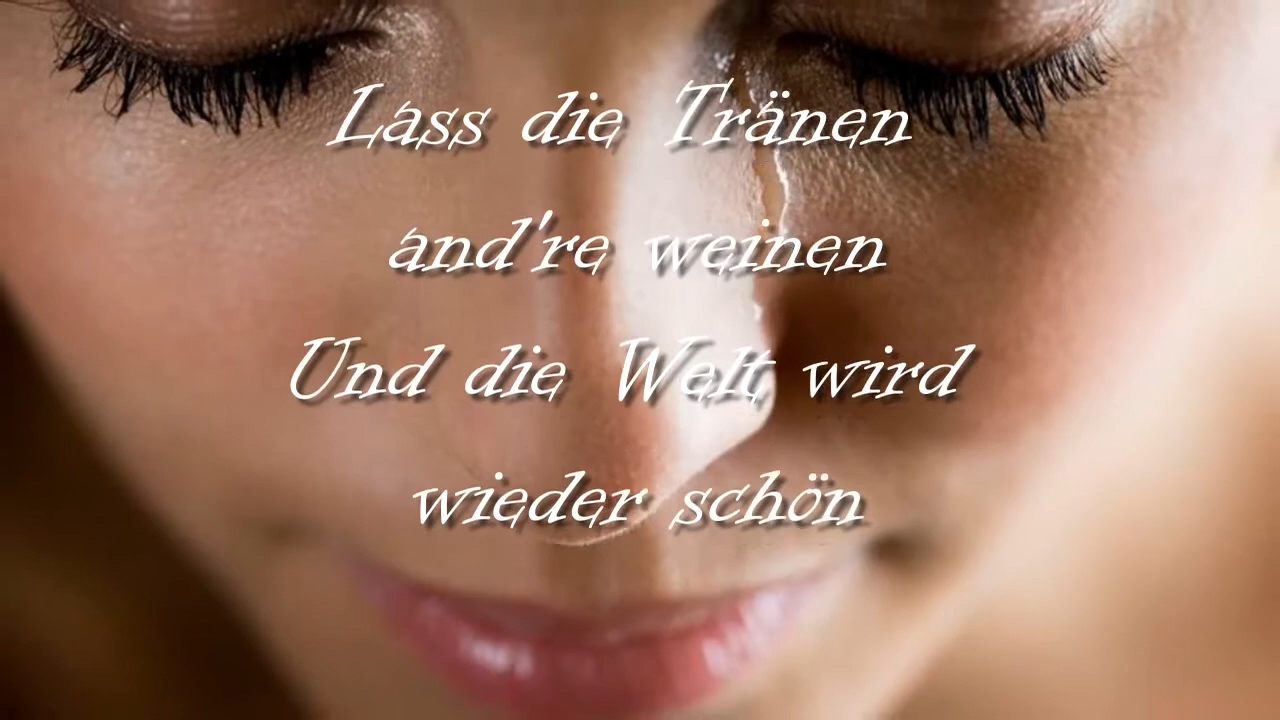 Lass die Tränen
and're weinen
Und die Welt wird
wieder schön